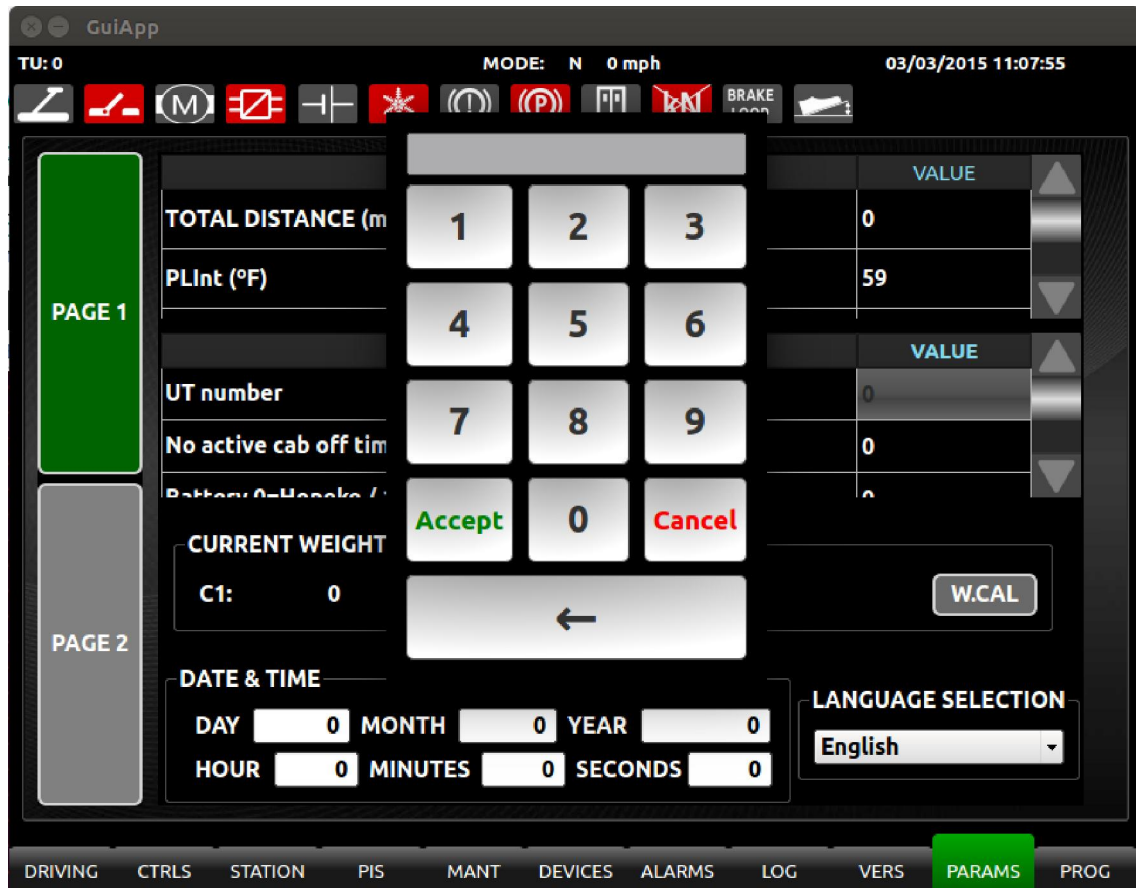 GuiApp
TU: 0 MODE: N 0 mph 03/03/2015 11:07:55
M (!) (P) BRAKE
VALUE
TOTAL DISTANCE (m 0
PLInt (ºF) 59
PAGE 1
VALUE
UT number 0
No active cab off tim 0
1 2 3
4 5 6
7 8 9
Accept 0 Cancel
←
CURRENT WEIGHT
C1: 0 W.CAL
PAGE 2
DATE & TIME
DAY 0 MONTH 0 YEAR 0
HOUR 0 MINUTES 0 SECONDS 0
LANGUAGE SELECTION
English
DRIVING CTRLS STATION PIS MANT DEVICES ALARMS LOG VERS PARAMS PROG